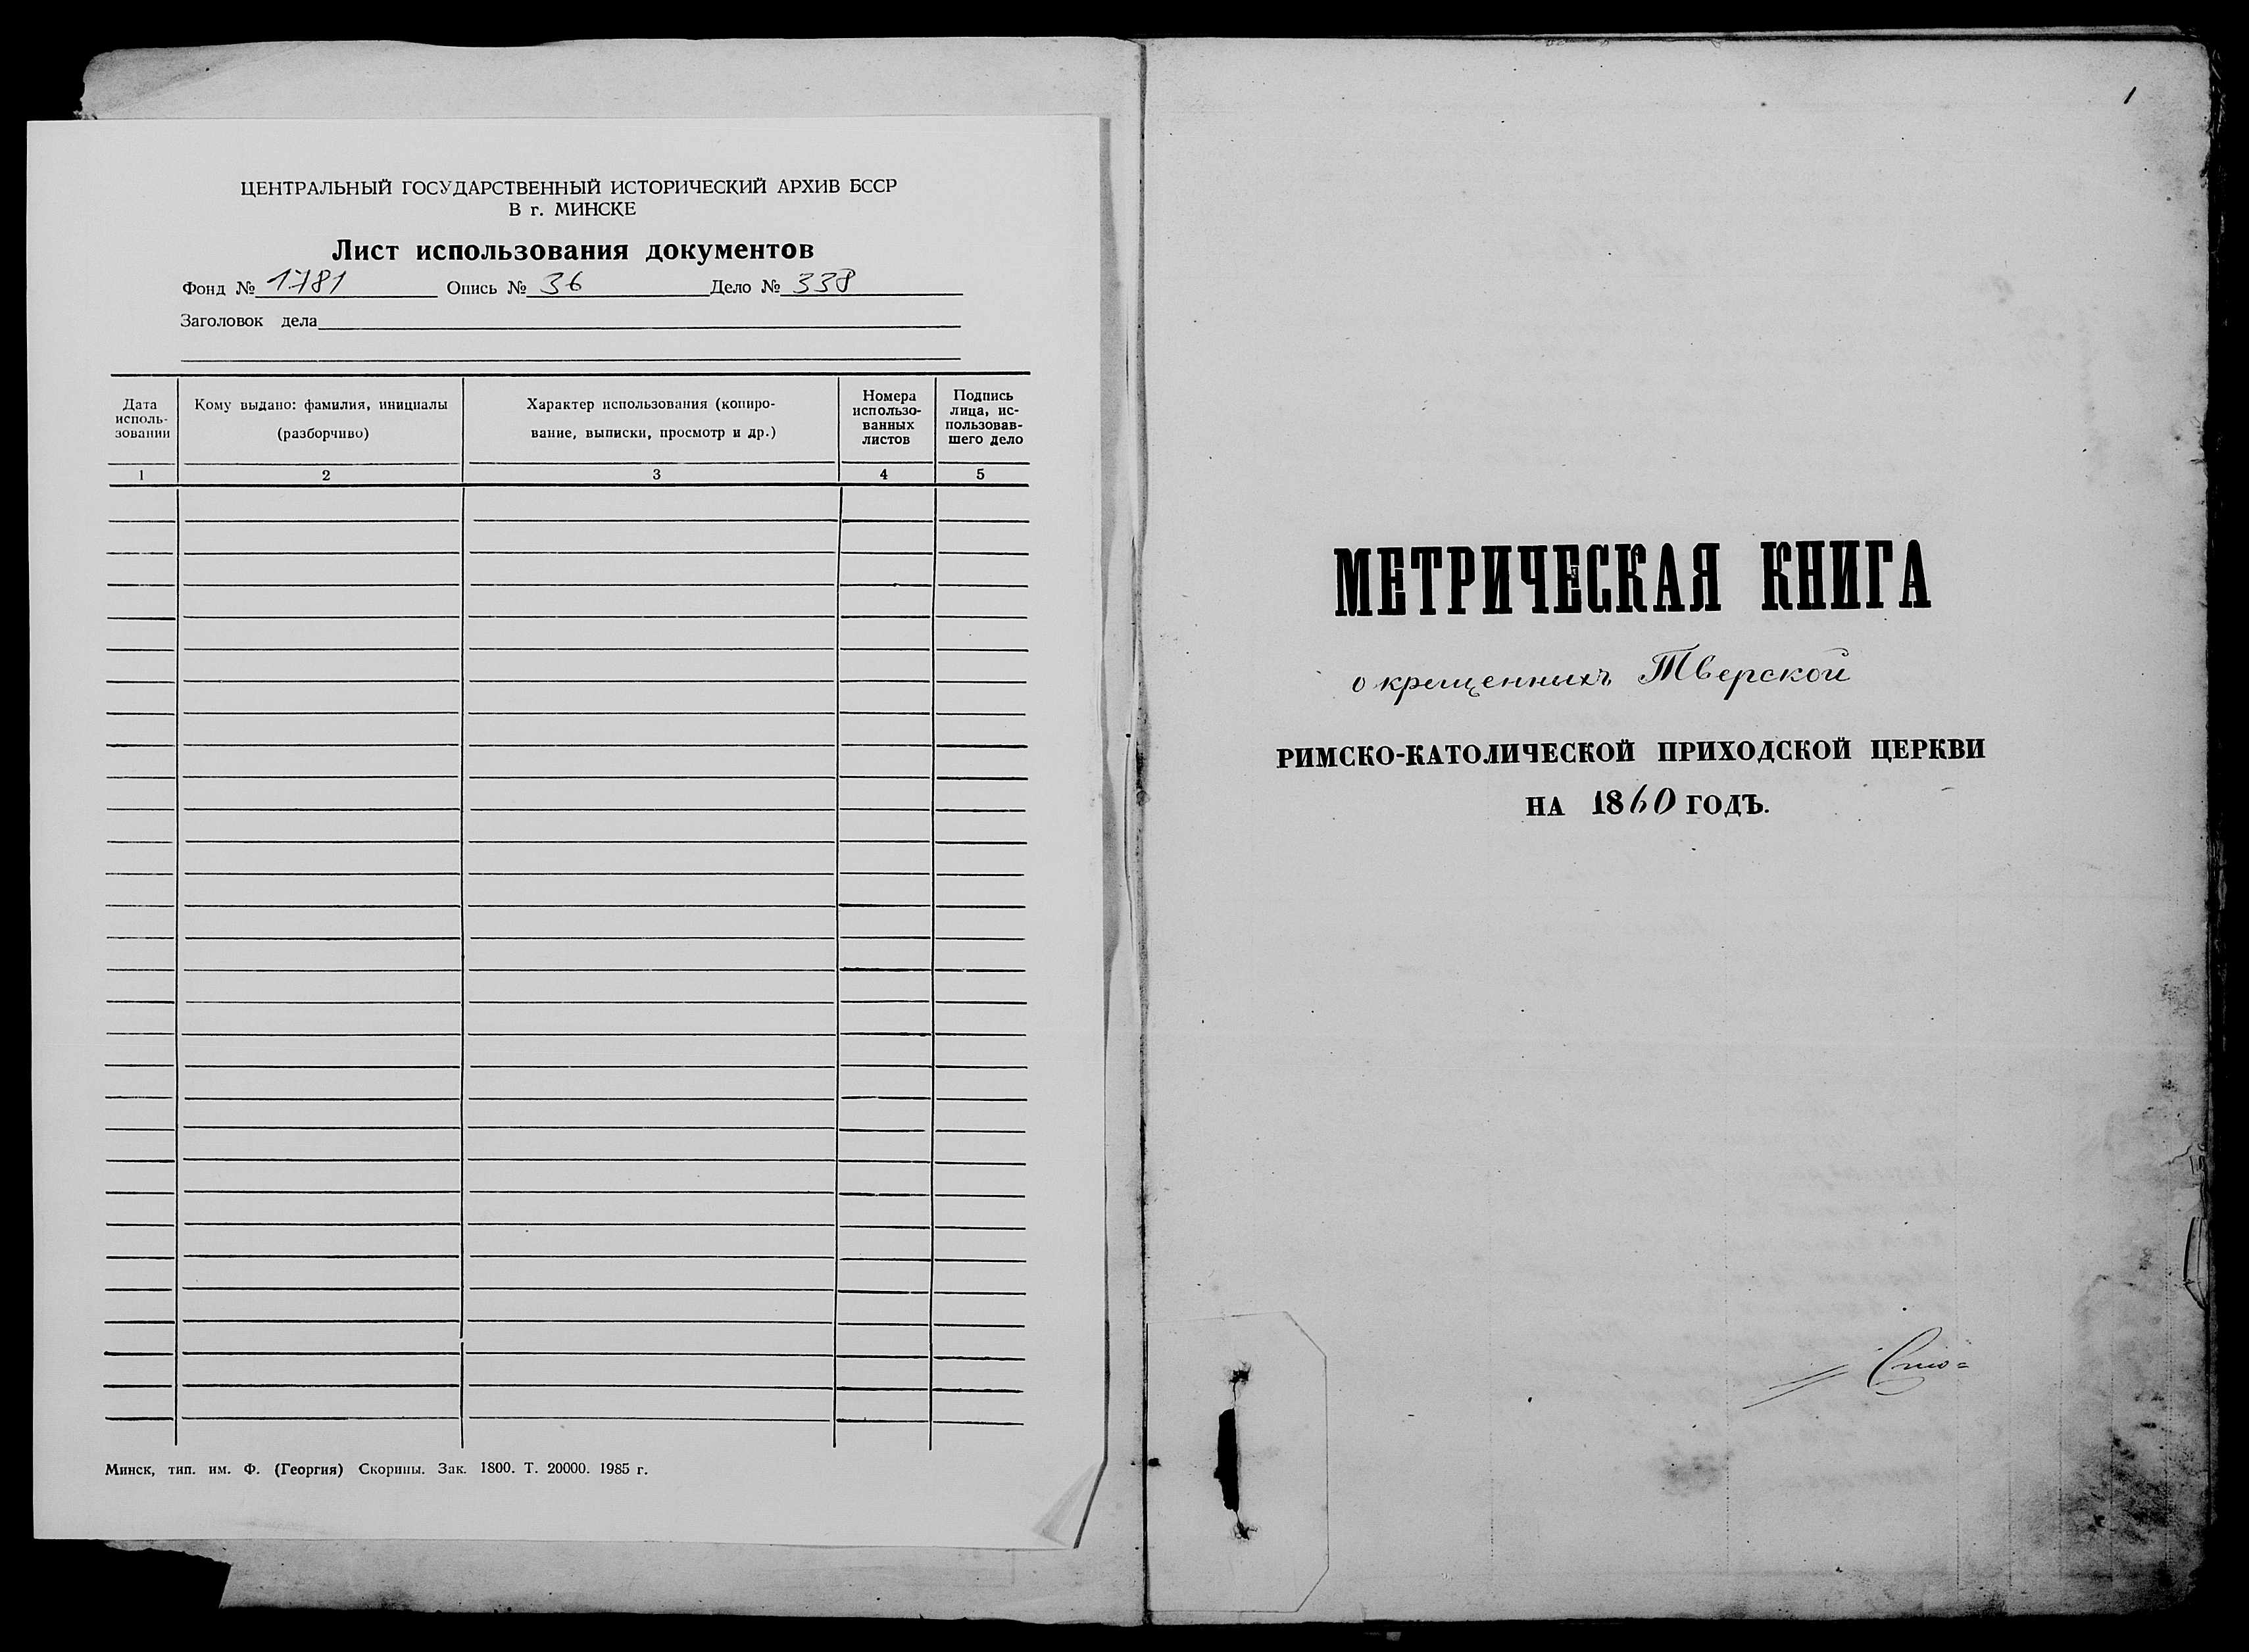 ЦЕНТРАЛЬНЫЙ ГОСУДАРСТВЕННЫЙ ИСТОРИЧЕСКИЙ АРХИВ БССР
В г. МИНСКЕ
Лист использования документов
Фонд № 1781 Опись № 36 Дело № 338
Заголовок дела
Дата исполь-зовании
Кому выдано: фамилия, инициалы (разборчиво)
Характер использования (копиро-вание, выписки, просмотр и др.)
Номера использо-ванных листов
Подпись лица, ис-пользовав-шего дело
1 2 3 4 5
Минск, тип. им. Ф. (Георгия) Скорины. Зак. 1800. Т. 20000. 1985 г.
1
МЕТРИЧЕСКАЯ КНИГА
о крещенныхъ Тверской
РИМСКО-КАТОЛИЧЕСКОЙ ПРИХОДСКОЙ ЦЕРКВИ
НА 1860 ГОДЪ.